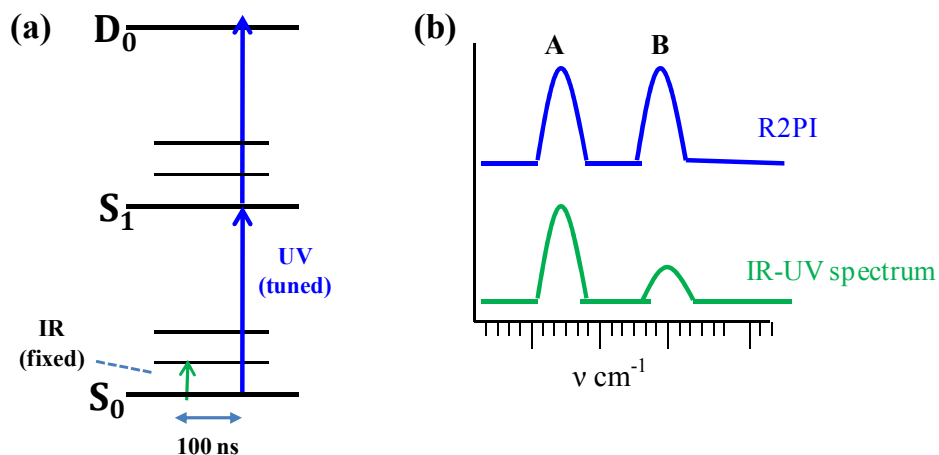 (a)
D₀
S₁
UV
(tuned)
IR
(fixed)
S₀
100 ns
(b)
A
B
R2PI
IR-UV spectrum
ν cm⁻¹